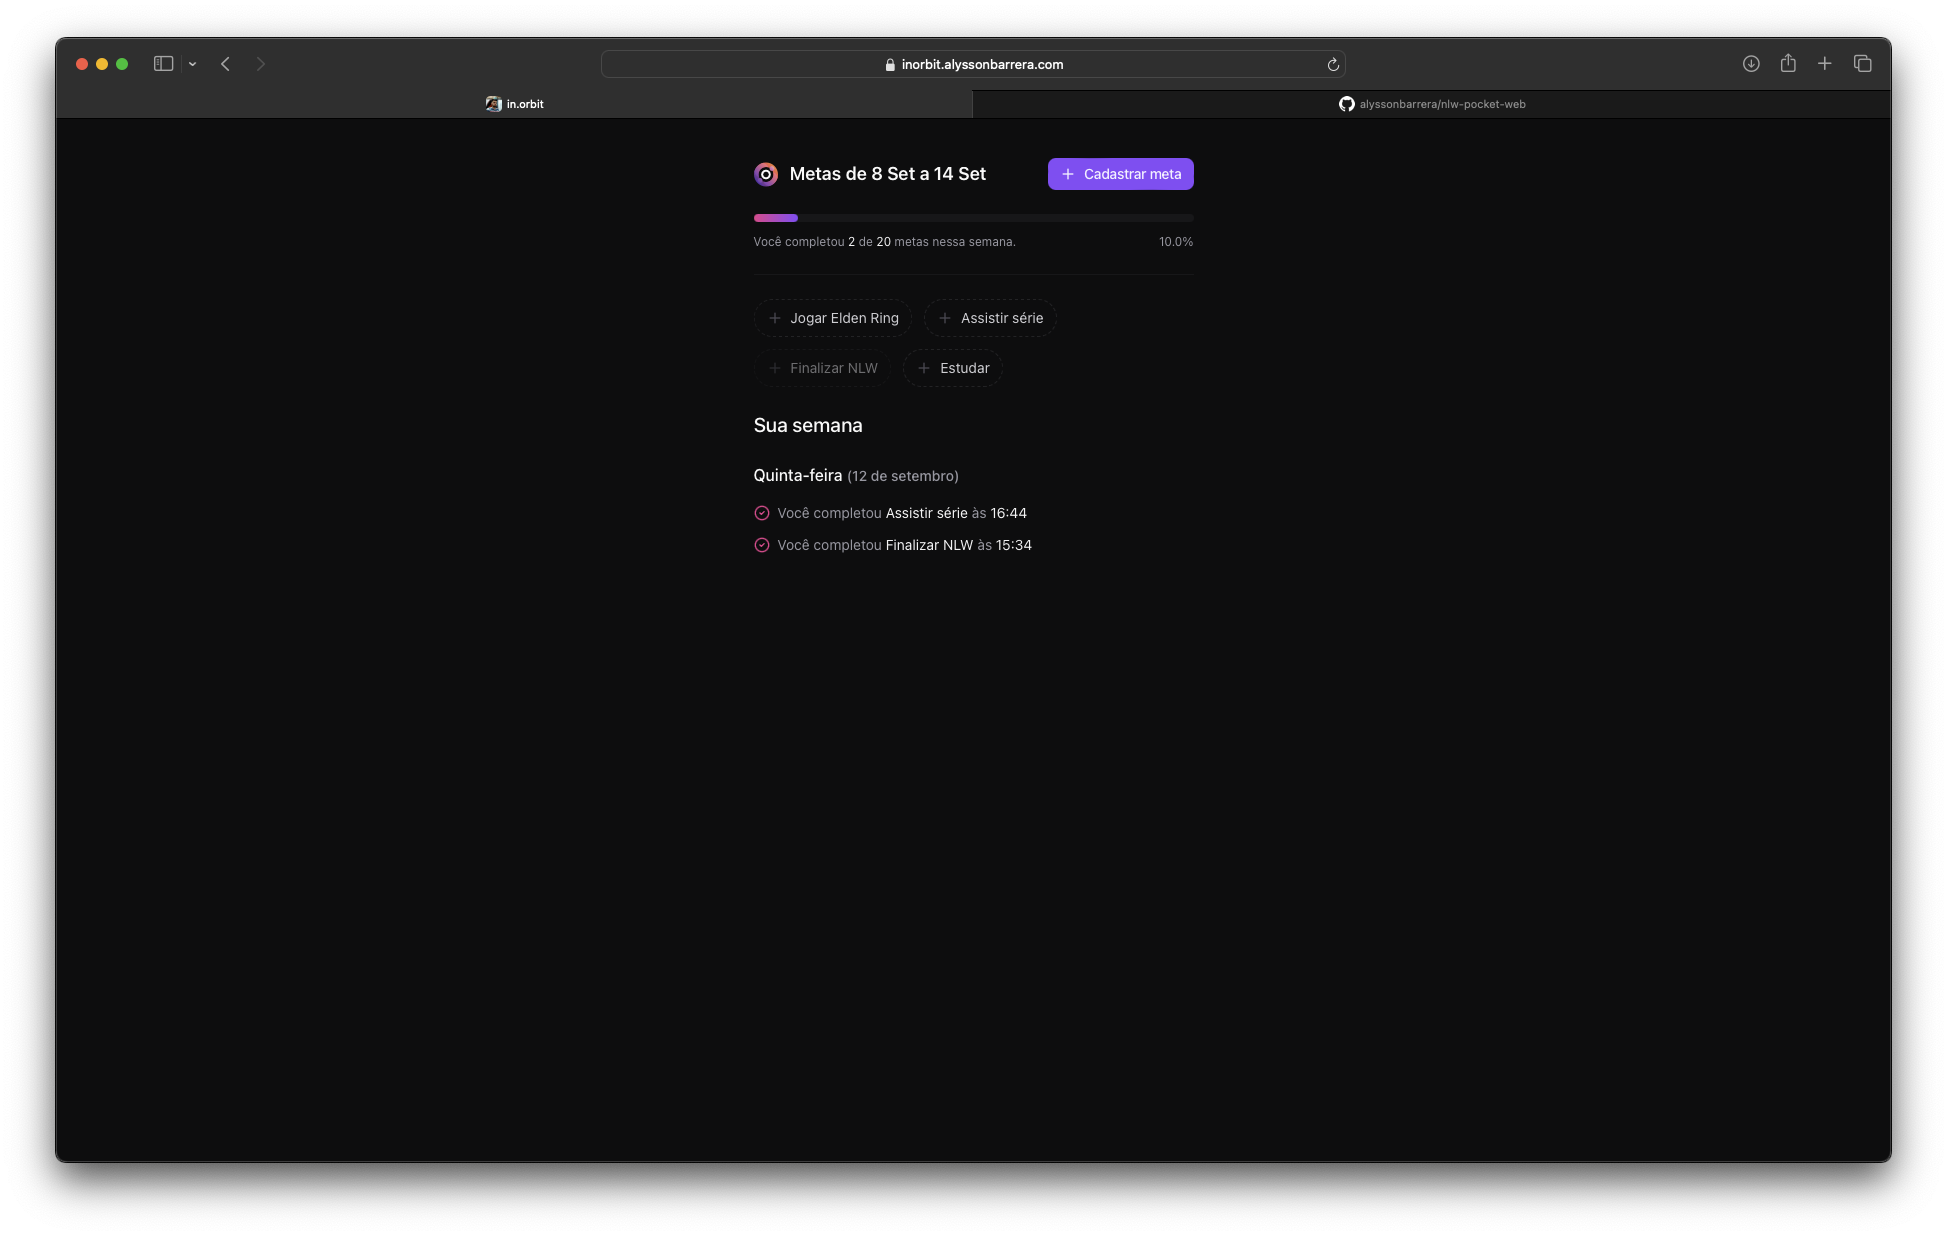 inorbit.alyssonbarrera.com
in.orbit
alyssonbarrera/nlw-pocket-web
Metas de 8 Set a 14 Set
Cadastrar meta
Você completou 2 de 20 metas nessa semana.
10.0%
Jogar Elden Ring
Assistir série
Finalizar NLW
Estudar
Sua semana
Quinta-feira (12 de setembro)
Você completou Assistir série às 16:44
Você completou Finalizar NLW às 15:34